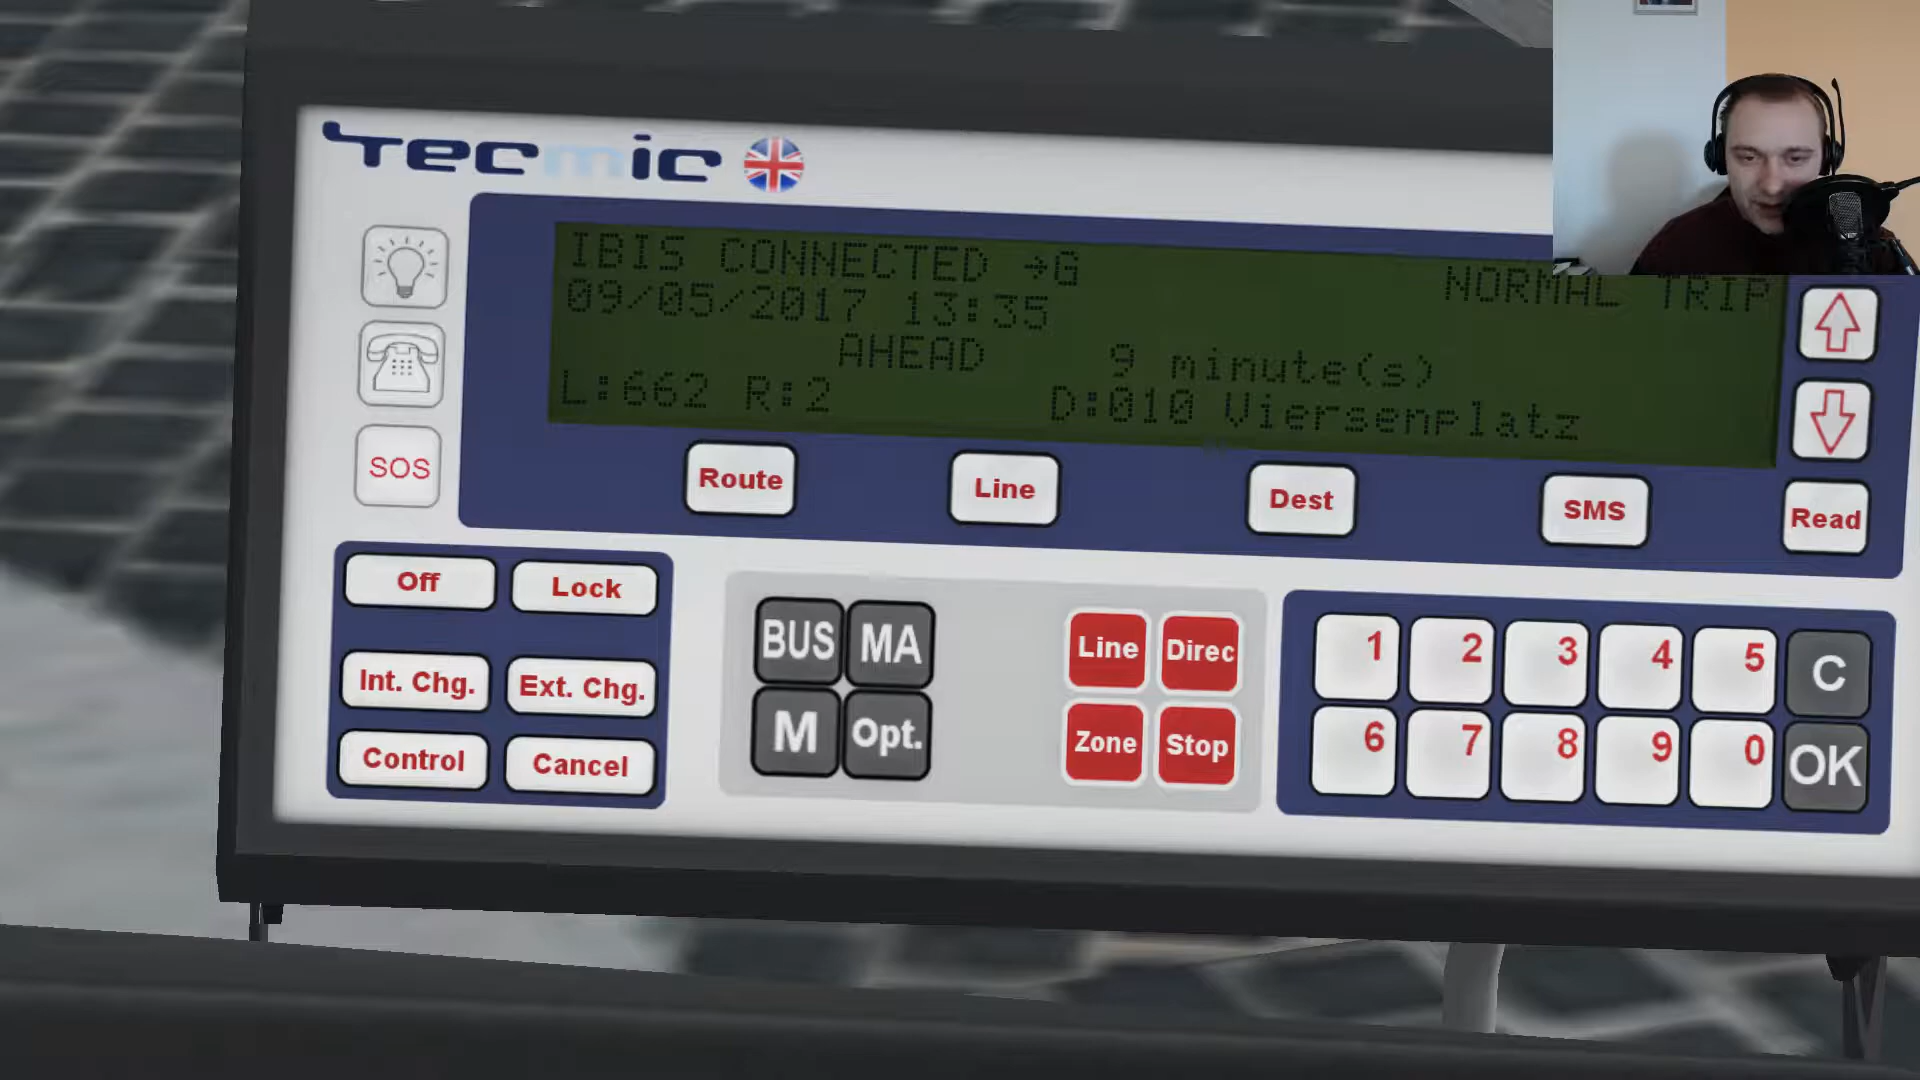 Tecmic
IBIS CONNECTED →G NORMAL TRIP
09/05/2017 13:35
AHEAD 9 minute(s)
L:662 R:2 D:010 Viersenplatz
SOS
Route Line Dest SMS Read
Off Lock
Int. Chg. Ext. Chg.
Control Cancel
BUS MA
M Opt.
Line Direc
Zone Stop
1 2 3 4 5 C
6 7 8 9 0 OK